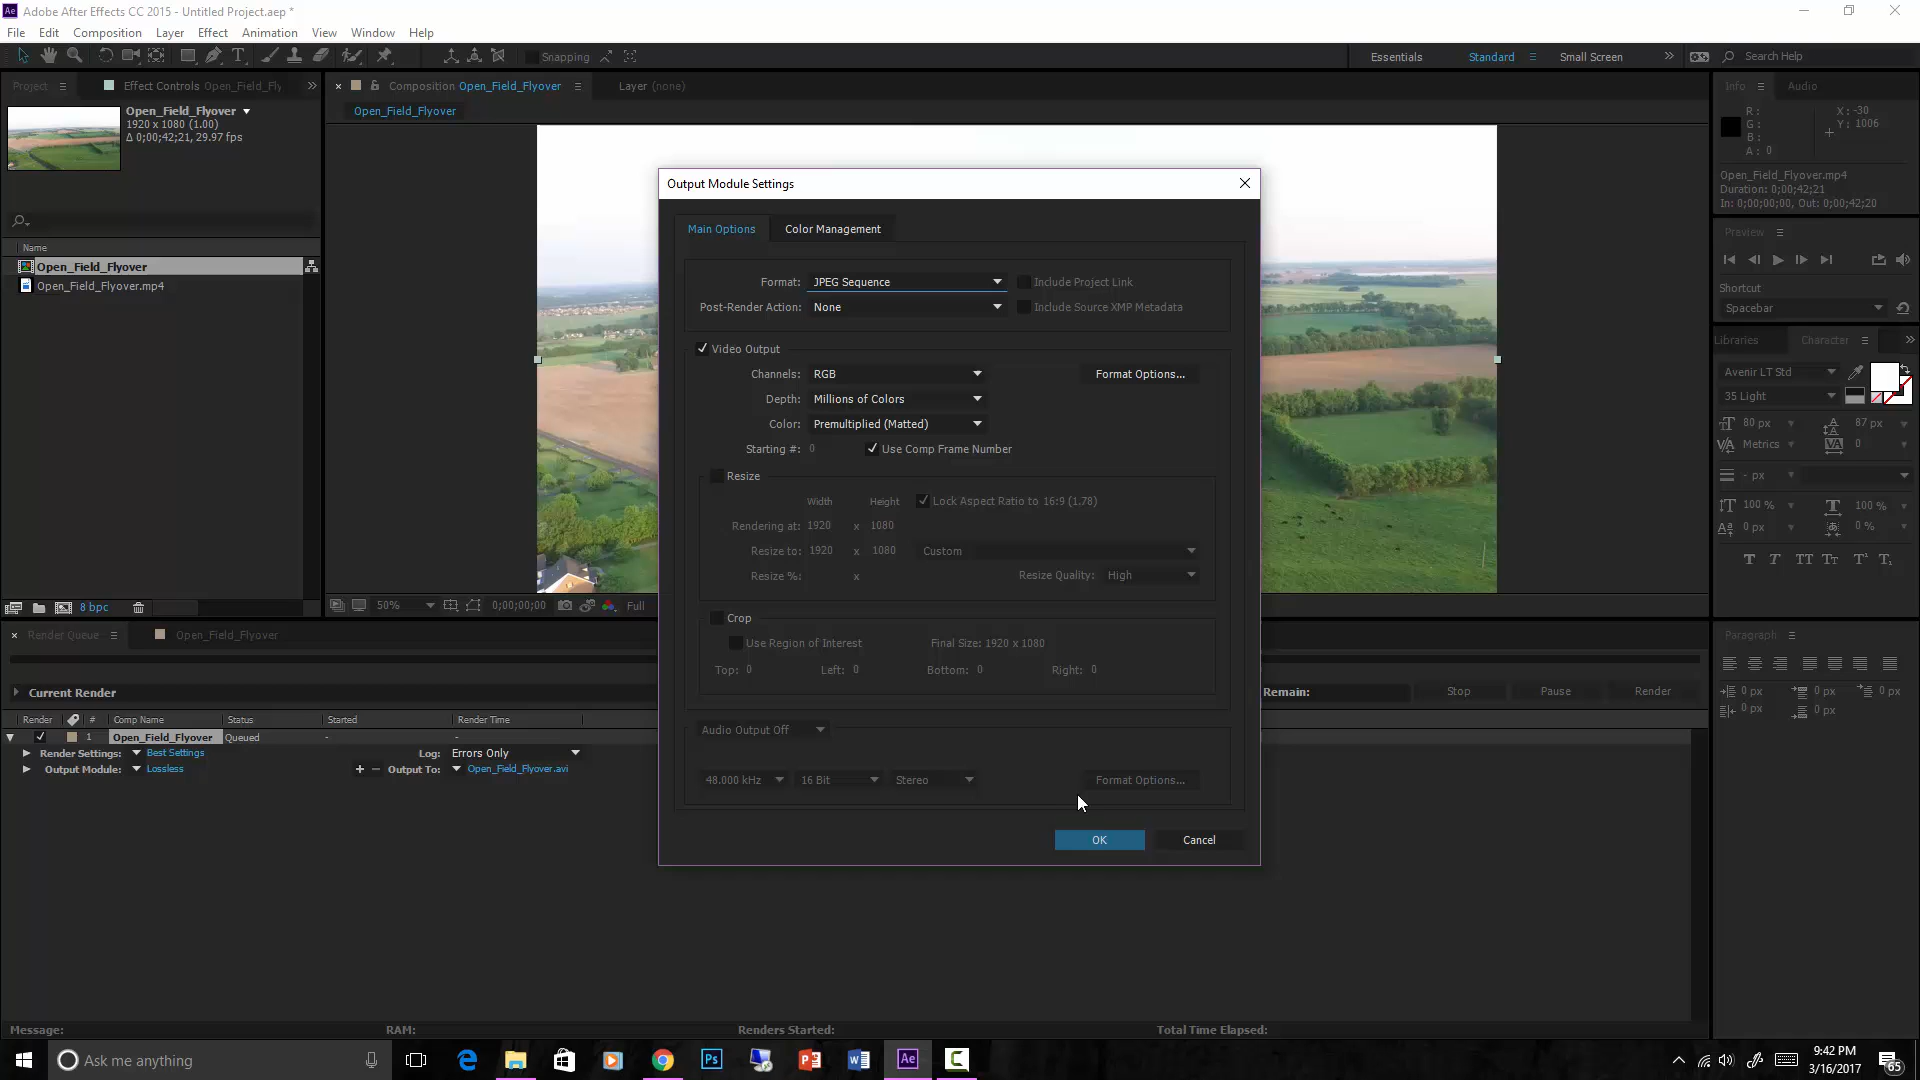 Ae Adobe After Effects CC 2015 - Untitled Project.aep *
File Edit Composition Layer Effect Animation View Window Help
T Snapping Essentials Standard Small Screen » Search Help
Project Effect Controls Open_Field_Fly » × Composition Open_Field_Flyover Layer (none) Info Audio
Open_Field_Flyover
1920 x 1080 (1.00)
Δ 0;00;42;21, 29.97 fps
Open_Field_Flyover
R: X: -30
G: Y: 1006
B:
A: 0
Open_Field_Flyover.mp4
Duration: 0;00;42;21
In: 0;00;00;00, Out: 0;00;42;20
Name
Open_Field_Flyover
Open_Field_Flyover.mp4
8 bpc
50% 0;00;00;00 Full
Output Module Settings
Main Options Color Management
Format: JPEG Sequence Include Project Link
Post-Render Action: None Include Source XMP Metadata
Video Output
Channels: RGB Format Options...
Depth: Millions of Colors
Color: Premultiplied (Matted)
Starting #: 0 Use Comp Frame Number
Resize
Width Height Lock Aspect Ratio to 16:9 (1.78)
Rendering at: 1920 x 1080
Resize to: 1920 x 1080 Custom
Resize %: x Resize Quality: High
Crop
Use Region of Interest Final Size: 1920 x 1080
Top: 0 Left: 0 Bottom: 0 Right: 0
Audio Output Off
48.000 kHz 16 Bit Stereo Format Options...
OK Cancel
Preview
Shortcut
Spacebar
Libraries Character »
Avenir LT Std
35 Light
80 px 87 px
Metrics 0
- px
100 % 100 %
0 px 0 %
T T TT Tт T¹ T₁
Paragraph
0 px 0 px 0 px
0 px 0 px
× Render Queue Open_Field_Flyover
Current Render Remain: Stop Pause Render
Render # Comp Name Status Started Render Time
1 Open_Field_Flyover Queued - -
Render Settings: Best Settings Log: Errors Only
Output Module: Lossless + − Output To: Open_Field_Flyover.avi
Message: RAM: Renders Started: Total Time Elapsed:
Ask me anything Ps Ae 9:42 PM
3/16/2017
65